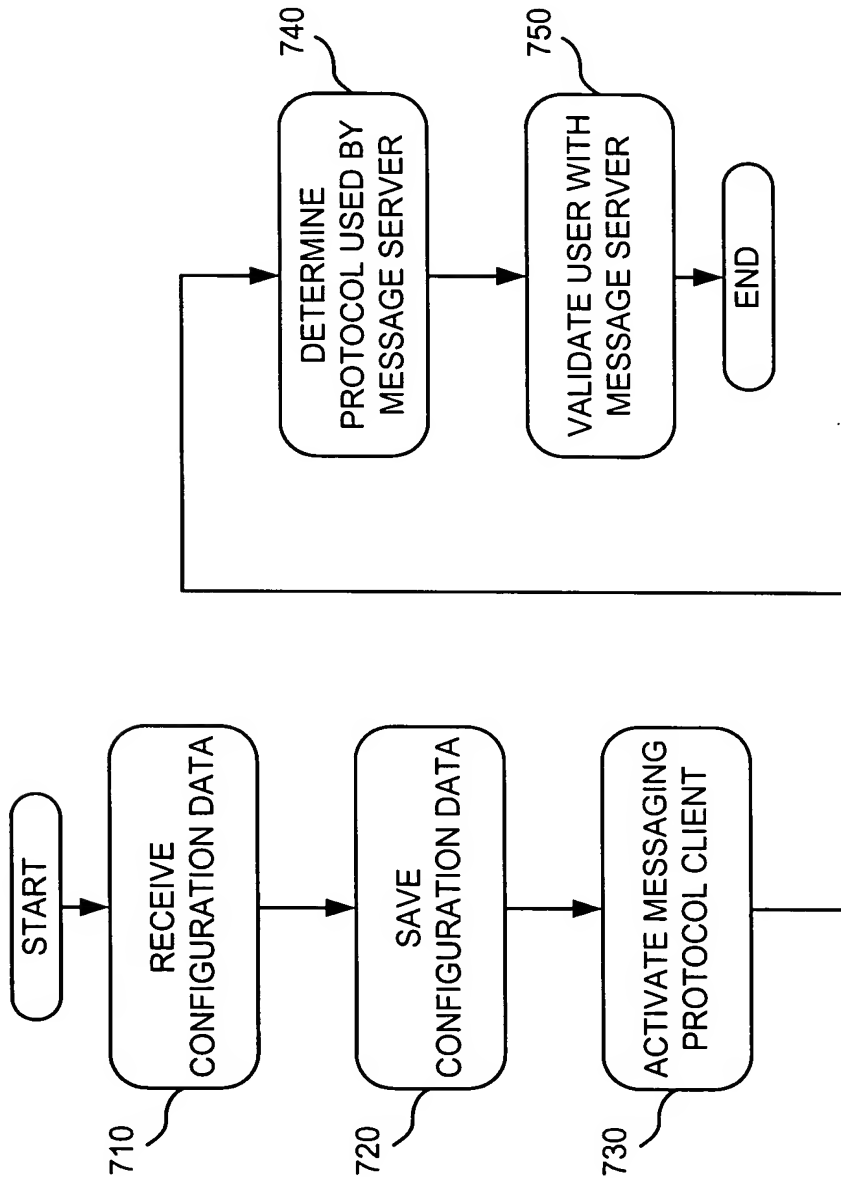 START
RECEIVE
CONFIGURATION DATA
710
SAVE
CONFIGURATION DATA
720
ACTIVATE MESSAGING
PROTOCOL CLIENT
730
DETERMINE
PROTOCOL USED BY
MESSAGE SERVER
740
VALIDATE USER WITH
MESSAGE SERVER
750
END